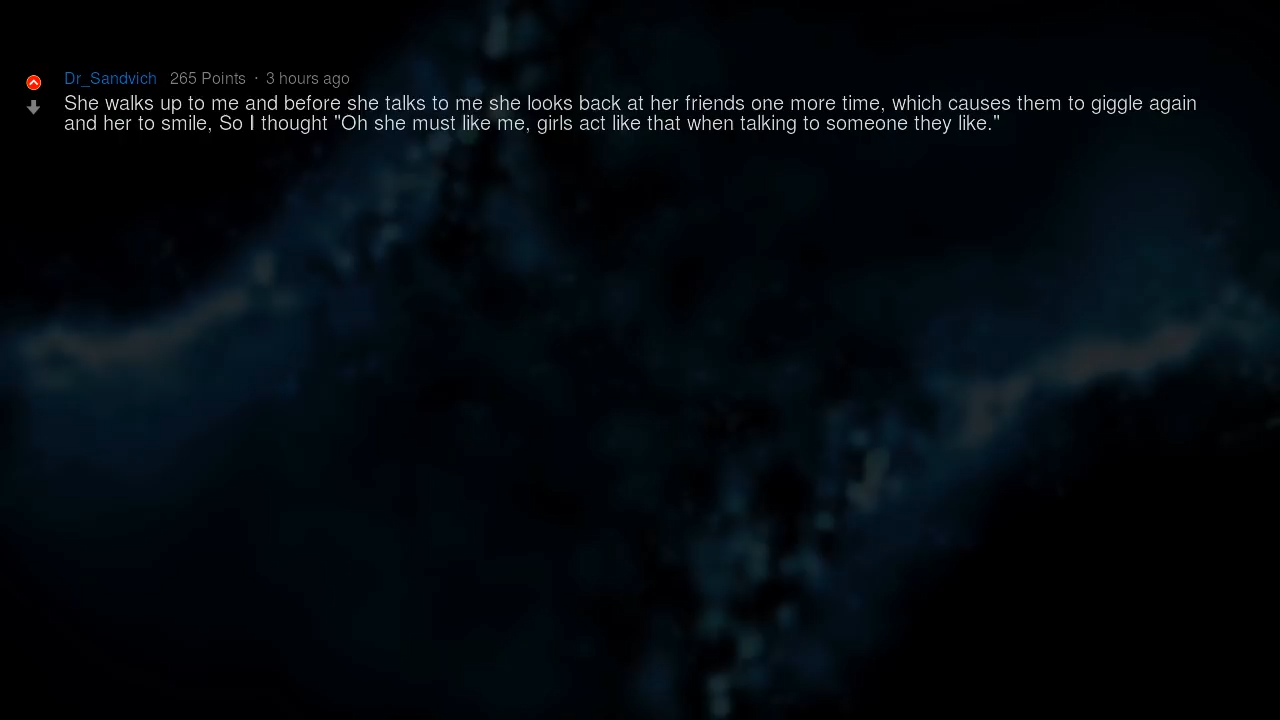 Dr_Sandvich 265 Points · 3 hours ago
She walks up to me and before she talks to me she looks back at her friends one more time, which causes them to giggle again
and her to smile, So I thought "Oh she must like me, girls act like that when talking to someone they like."